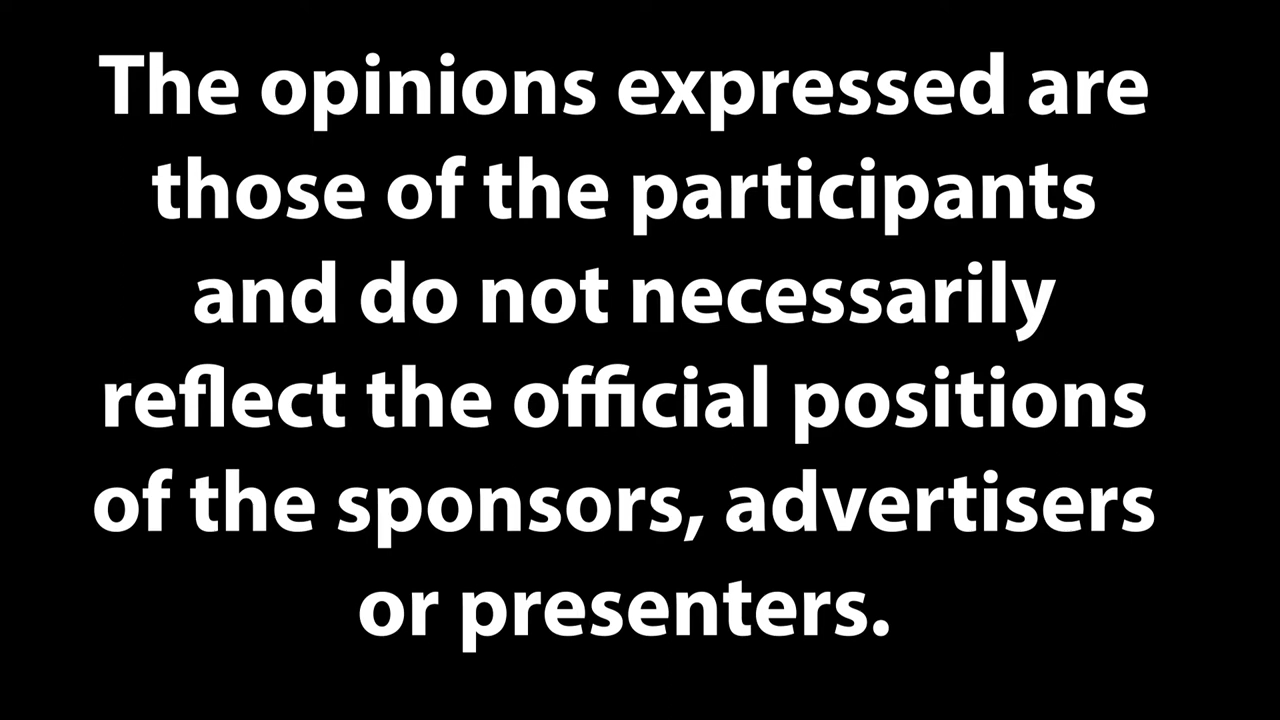 The opinions expressed are
those of the participants
and do not necessarily
reflect the official positions
of the sponsors, advertisers
or presenters.